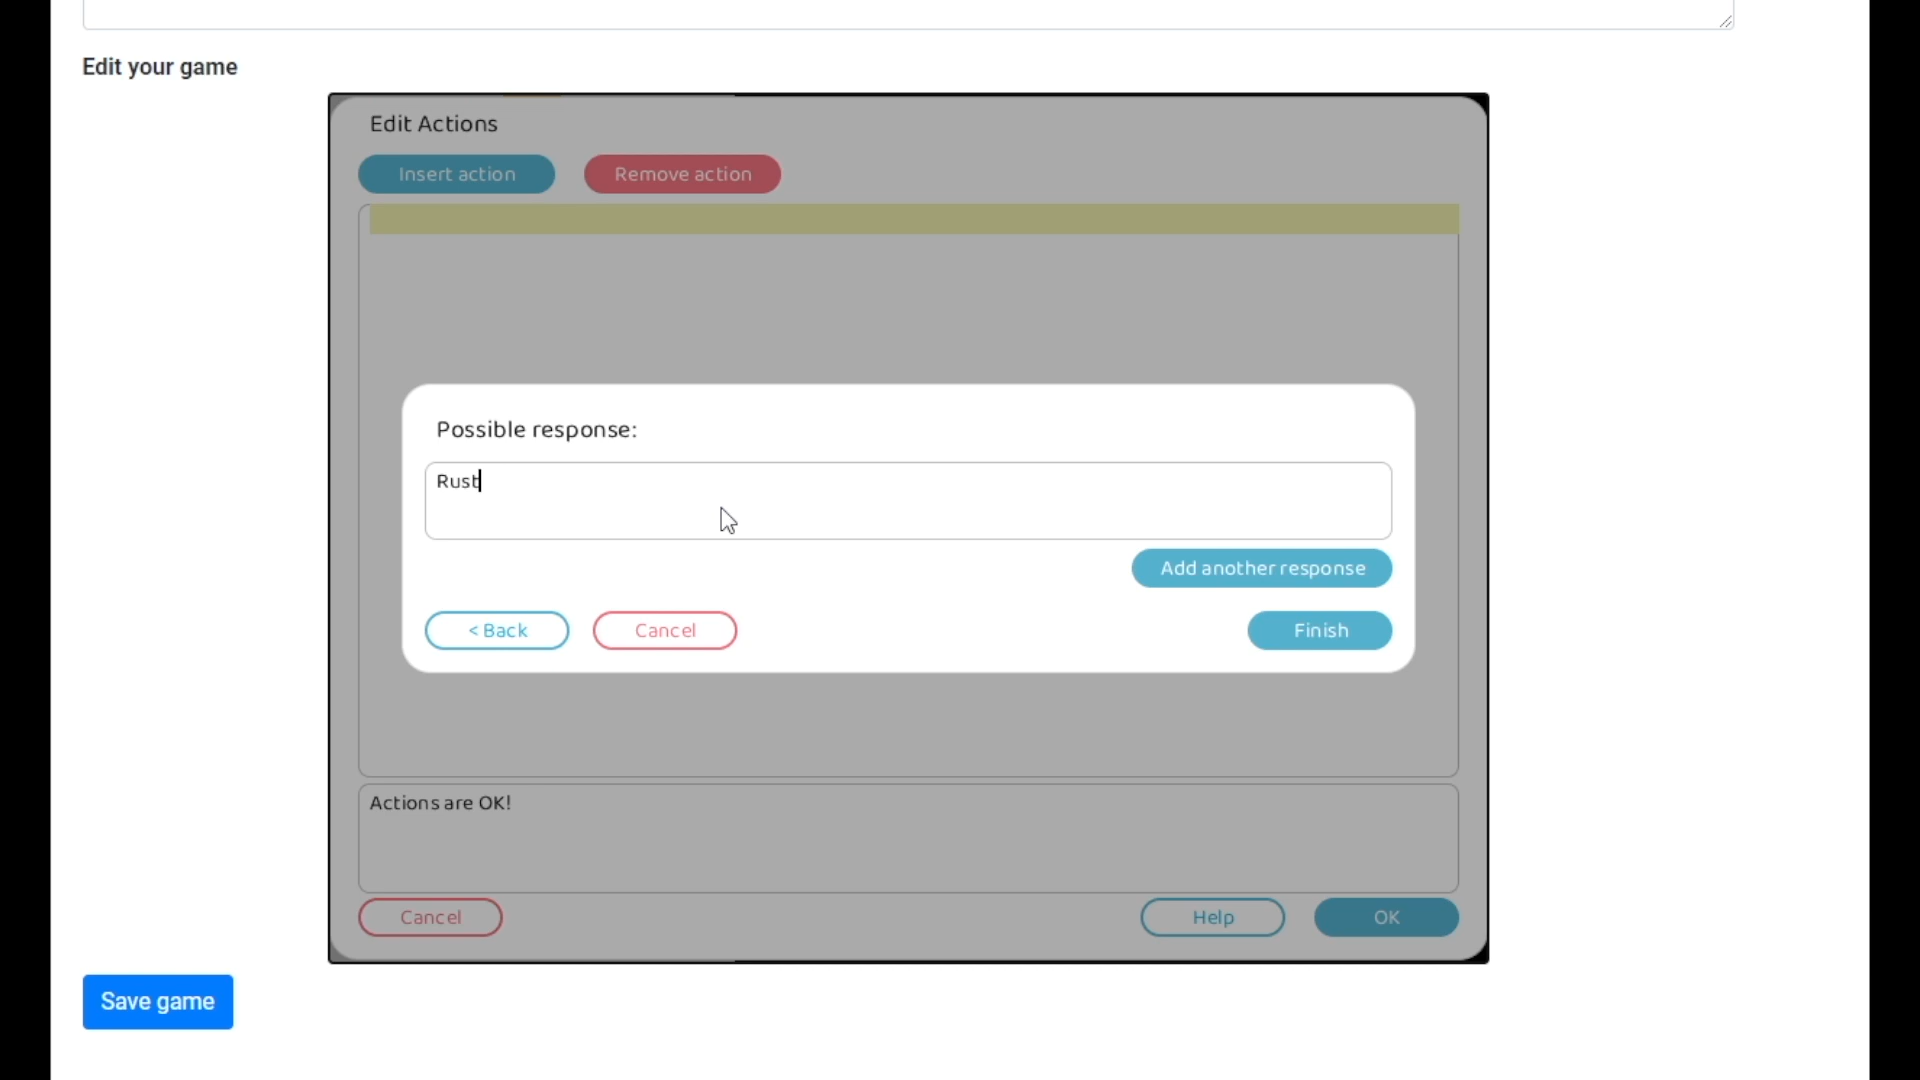 Edit your game
Edit Actions
Insert action
Remove action
Possible response:
Rust
Add another response
< Back
Cancel
Finish
Actions are OK!
Cancel
Help
OK
Save game